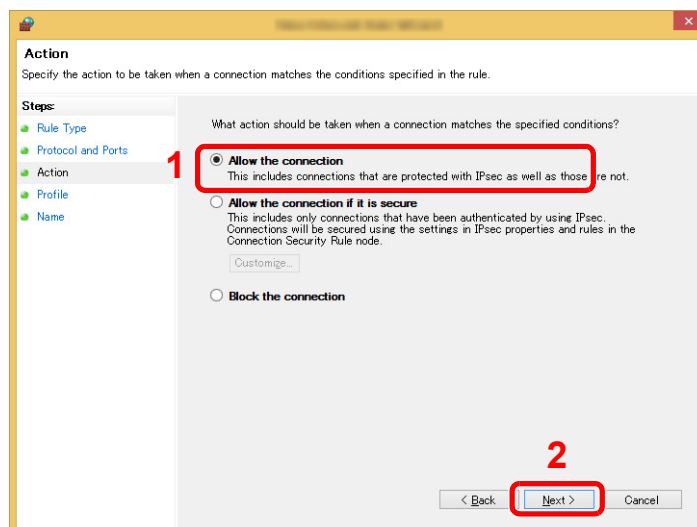 Action
Specify the action to be taken when a connection matches the conditions specified in the rule.
Steps:
Rule Type
Protocol and Ports
Action
Profile
Name
What action should be taken when a connection matches the specified conditions?
1
Allow the connection
This includes connections that are protected with IPsec as well as those are not.
Allow the connection if it is secure
This includes only connections that have been authenticated by using IPsec.
Connections will be secured using the settings in IPsec properties and rules in the
Connection Security Rule node.
Customize...
Block the connection
2
< Back
Next >
Cancel